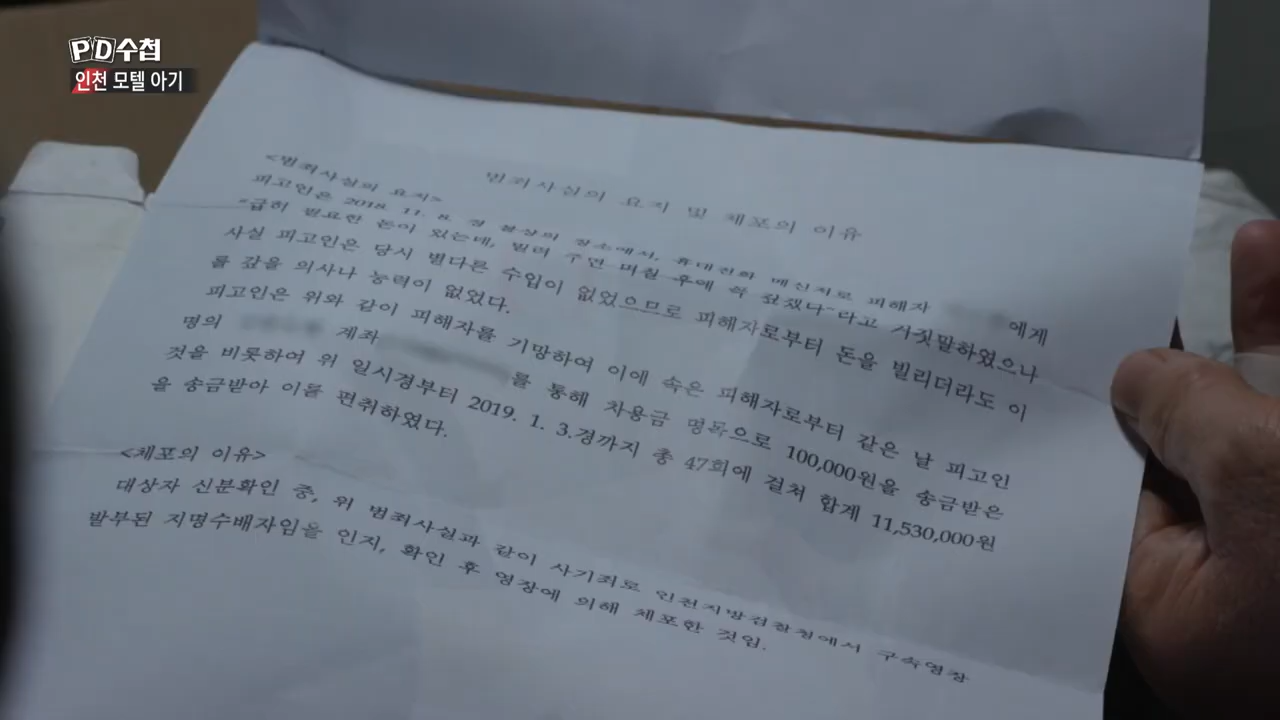 PD수첩
인천 모텔 아기
범죄사실의 요지 및 체포의 이유
<범죄사실의 요지>
피고인은 2018. 11. 8. 경 불상의 장소에서, 휴대전화 메신저로 피해자 에게
"급히 필요한 돈이 있는데, 빌려 주면 며칠 후에 꼭 갚겠다"라고 거짓말하였으나
사실 피고인은 당시 별다른 수입이 없었으므로 피해자로부터 돈을 빌리더라도 이
를 갚을 의사나 능력이 없었다.
피고인은 위와 같이 피해자를 기망하여 이에 속은 피해자로부터 같은 날 피고인
명의 계좌 를 통해 차용금 명목으로 100,000원을 송금받은
것을 비롯하여 위 일시경부터 2019. 1. 3.경까지 총 47회에 걸쳐 합계 11,530,000원
을 송금받아 이를 편취하였다.
<체포의 이유>
대상자 신분확인 중, 위 범죄사실과 같이 사기죄로 인천지방검찰청에서 구속영장
발부된 지명수배자임을 인지, 확인 후 영장에 의해 체포한 것임.